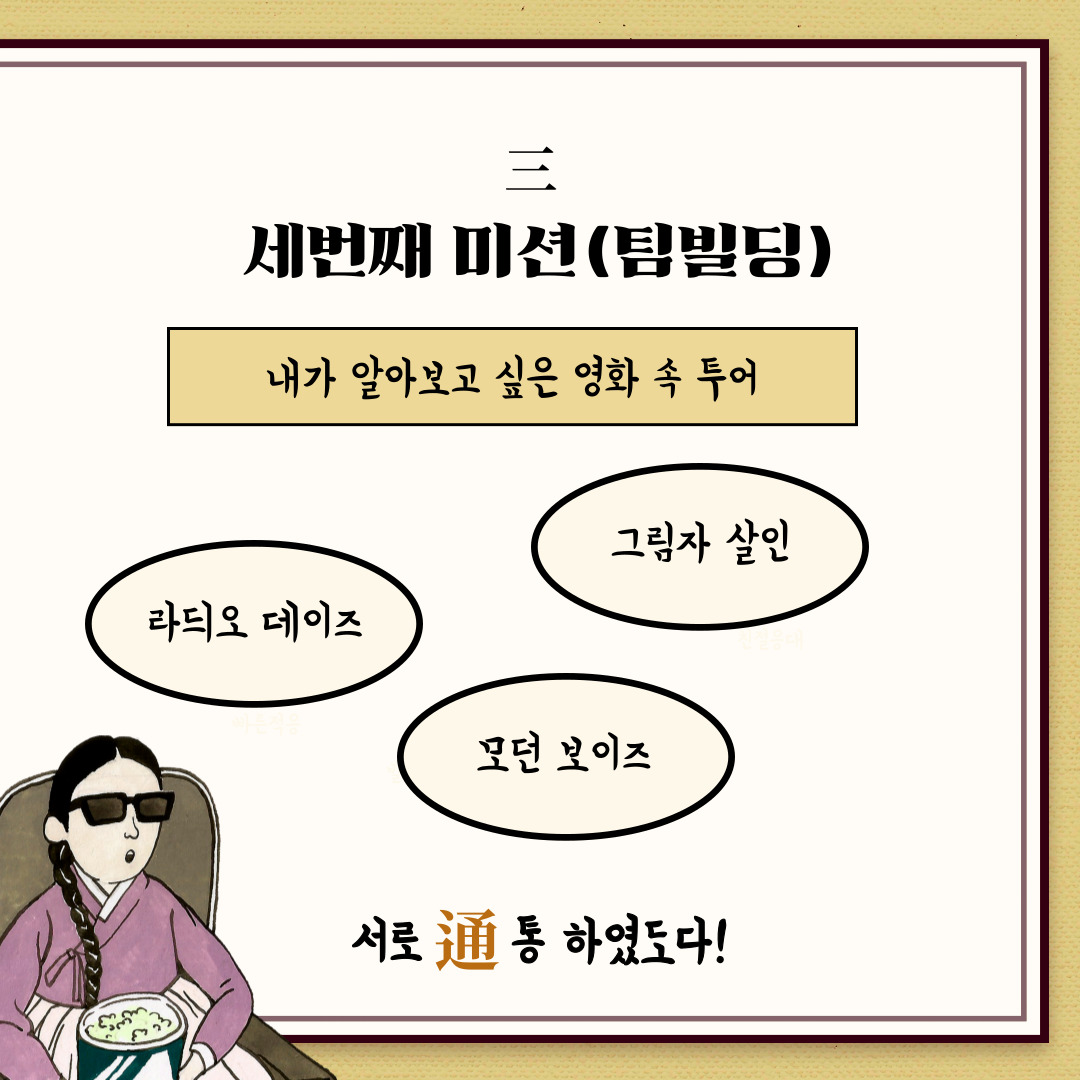 三
세번째 미션(팀빌딩)
내가 알아보고 싶은 영화 속 투어
그림자 살인
라듸오 데이즈
모던 보이즈
서로 通 통 하였도다!